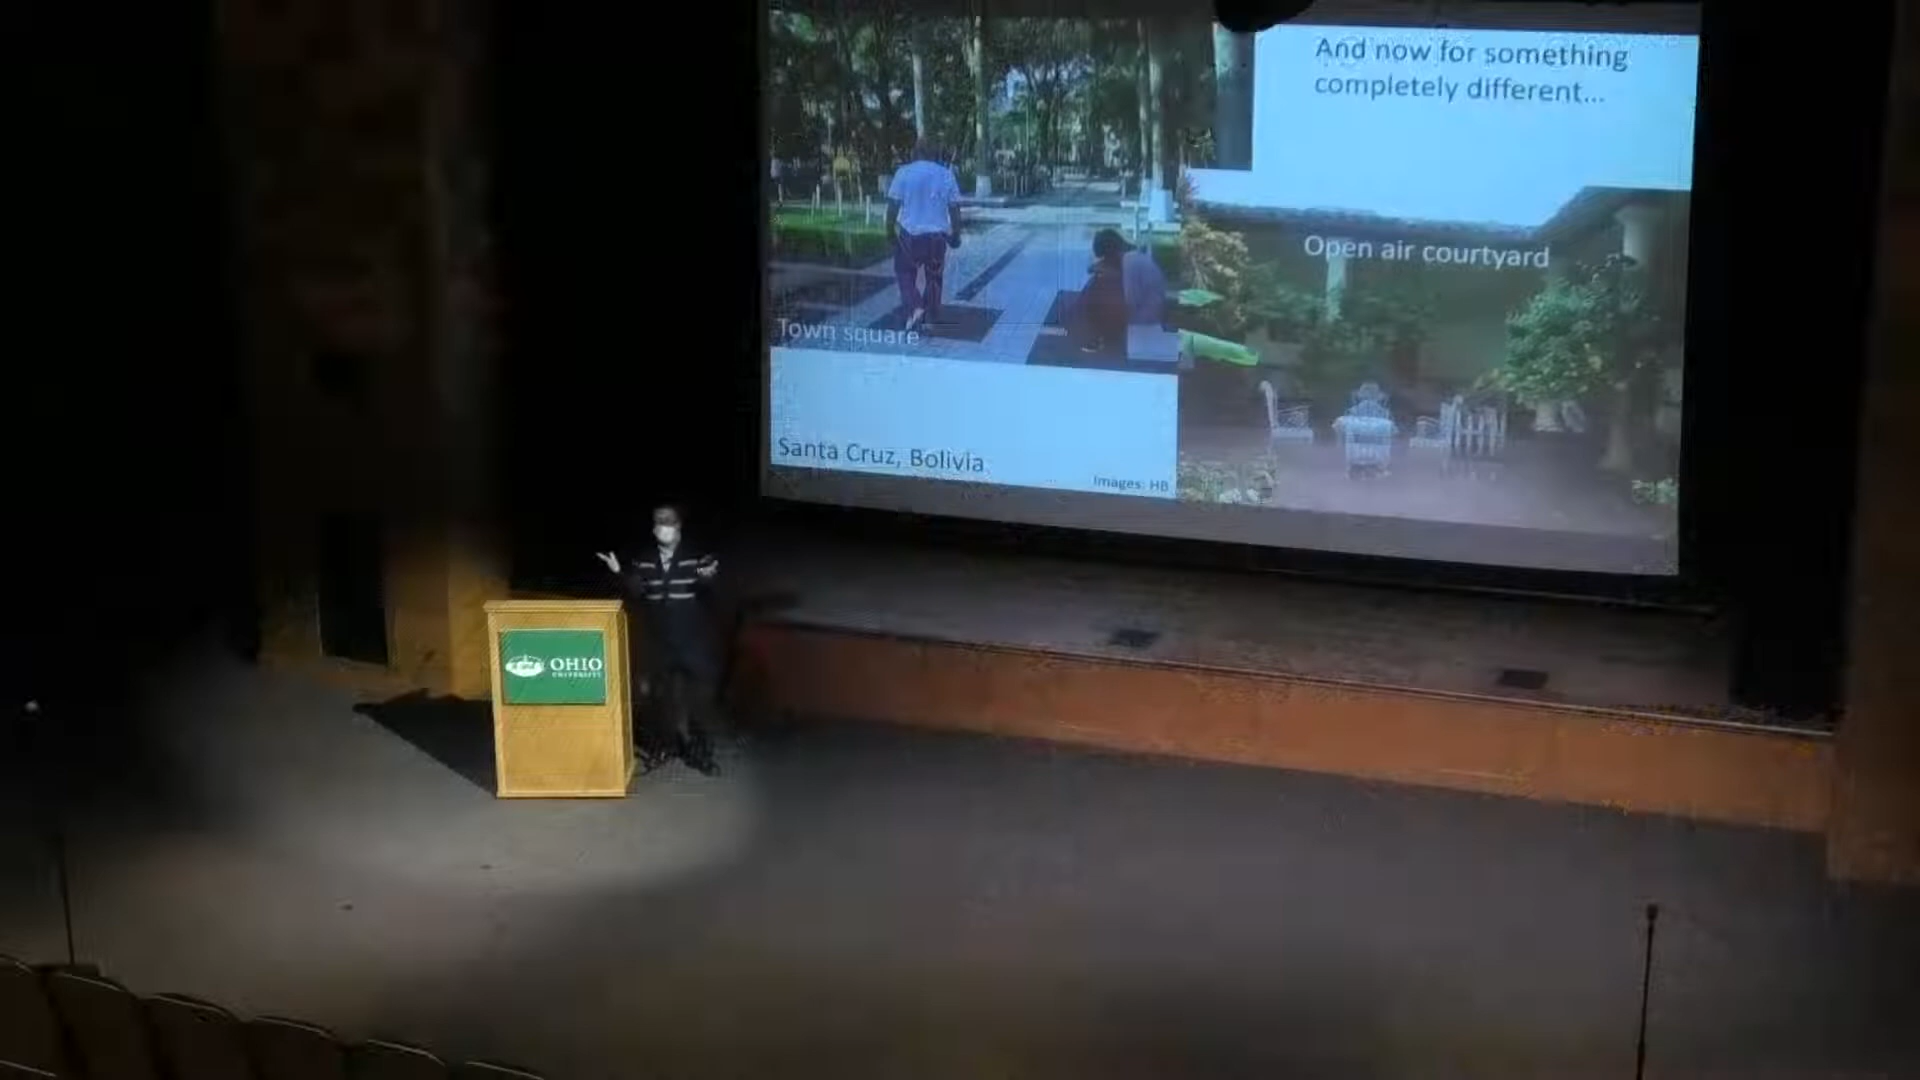 And now for something
completely different...
Open air courtyard
Town square
Santa Cruz, Bolivia
Images: HB
OHIO
UNIVERSITY